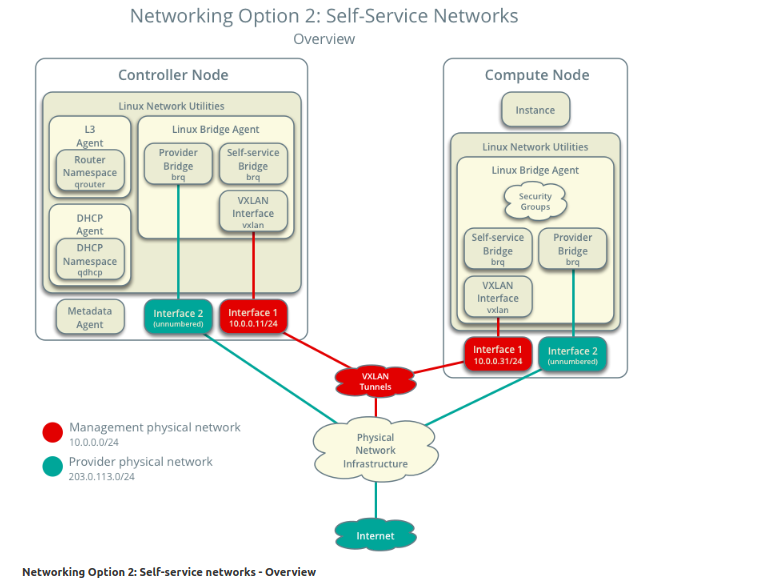 Networking Option 2: Self-Service Networks
Overview
Controller Node
Linux Network Utilities
L3
Agent
Router
Namespace
qrouter
DHCP
Agent
DHCP
Namespace
qdhcp
Linux Bridge Agent
Provider
Bridge
brq
Self-service
Bridge
brq
VXLAN
Interface
vxlan
Metadata
Agent
Interface 2
(unnumbered)
Interface 1
10.0.0.11/24
Compute Node
Instance
Linux Network Utilities
Linux Bridge Agent
Security
Groups
Self-service
Bridge
brq
Provider
Bridge
brq
VXLAN
Interface
vxlan
Interface 1
10.0.0.31/24
Interface 2
(unnumbered)
VXLAN
Tunnels
Physical
Network
Infrastructure
Internet
Management physical network
10.0.0.0/24
Provider physical network
203.0.113.0/24
Networking Option 2: Self-service networks - Overview